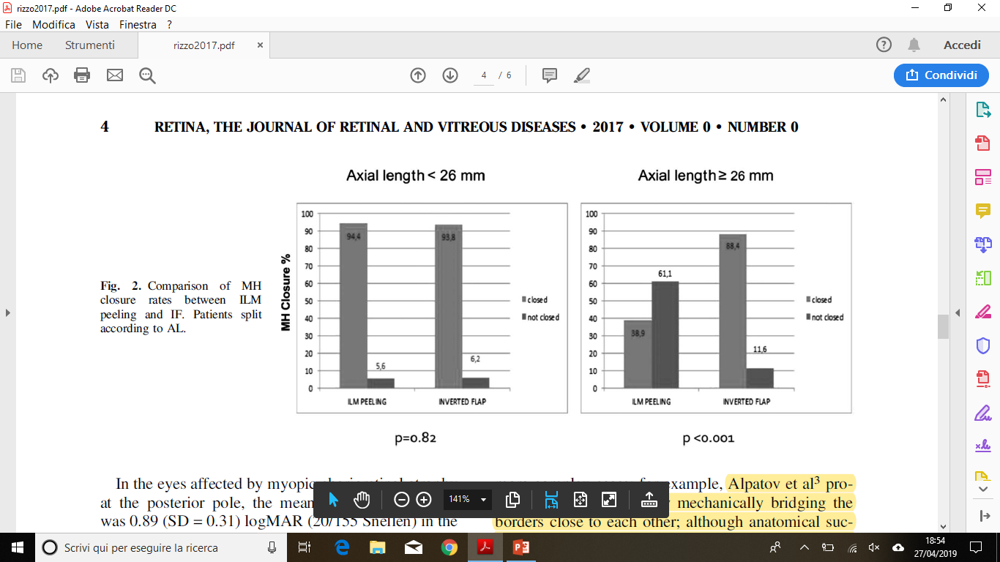 rizzo2017.pdf - Adobe Acrobat Reader DC
File Modifica Vista Finestra ?
Home Strumenti rizzo2017.pdf × Accedi
4 / 6 Condividi
4 RETINA, THE JOURNAL OF RETINAL AND VITREOUS DISEASES • 2017 • VOLUME 0 • NUMBER 0
Axial length < 26 mm
Axial length ≥ 26 mm
Fig. 2. Comparison of MH
closure rates between ILM
peeling and IF. Patients split
according to AL.
MH Closure %
100
90
80
70
60
50
40
30
20
10
0
94,4
5,6
93,8
6,2
closed
not closed
ILM PEELING INVERTED FLAP
p=0.82
100
90
80
70
60
50
40
30
20
10
0
38,9
61,1
88,4
11,6
closed
not closed
ILM PEELING INVERTED FLAP
p <0.001
In the eyes affected by myopic
at the posterior pole, the mean
was 0.89 (SD = 0.31) logMAR (20/155 Snellen) in the
example, Alpatov et al3 pro-
mechanically bridging the
borders close to each other; although anatomical suc-
141%
Scrivi qui per eseguire la ricerca
18:54
27/04/2019